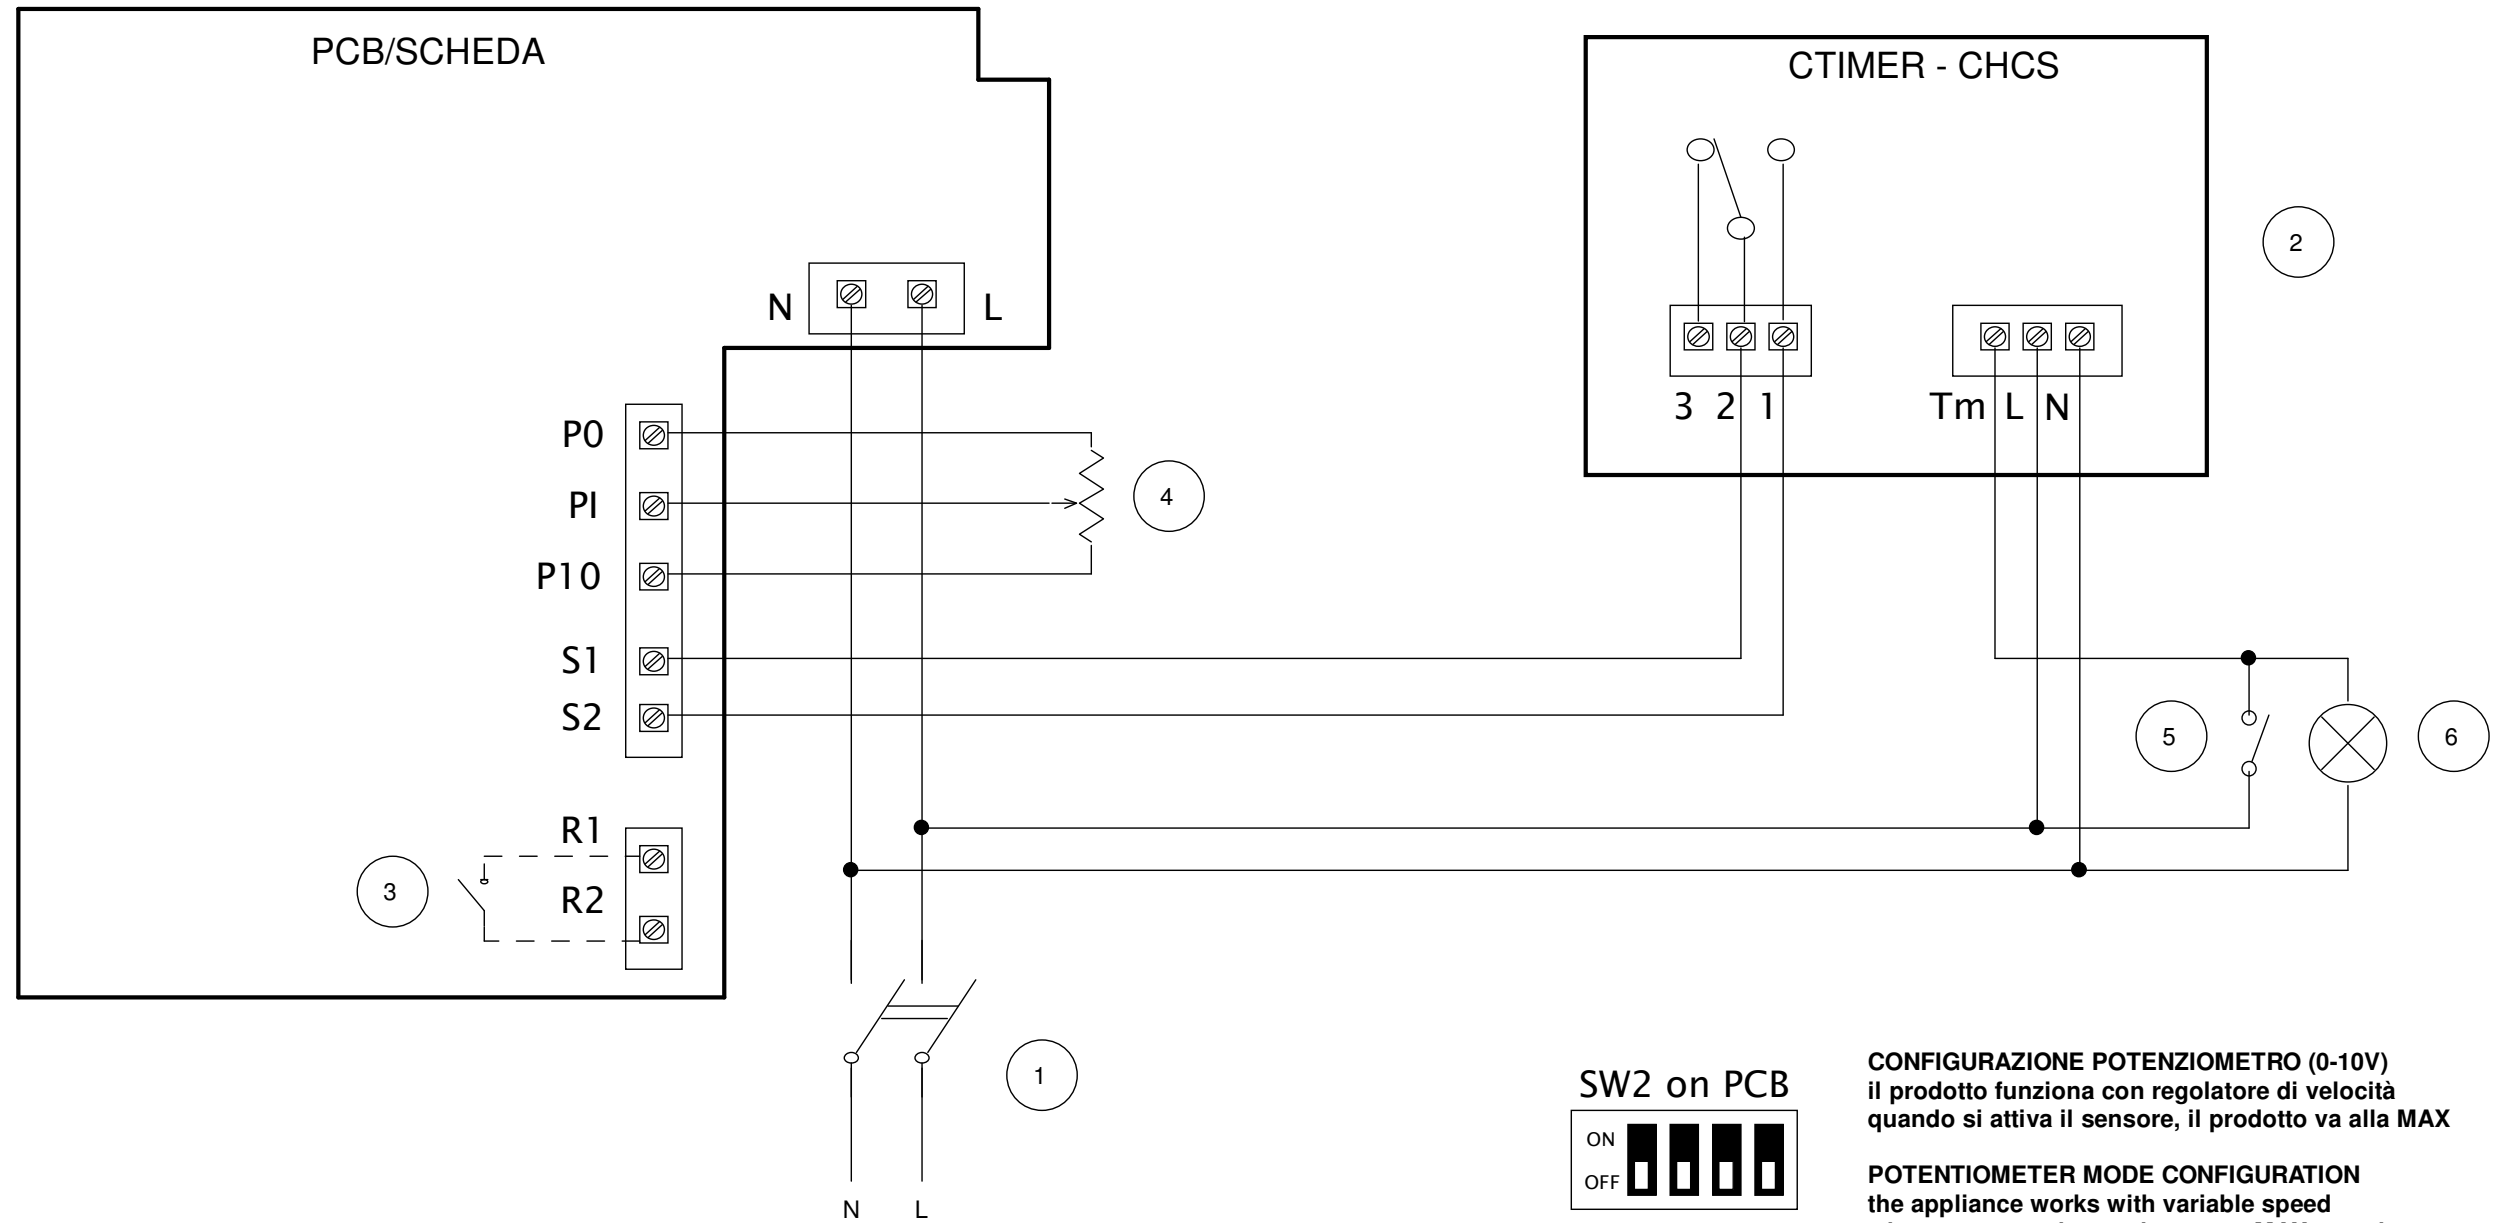 PCB/SCHEDA
CTIMER - CHCS
2
N
L
3 2 1
Tm L N
P0
PI
4
P10
S1
S2
5
6
R1
3
R2
1
N
L
SW2 on PCB
ON
OFF
CONFIGURAZIONE POTENZIOMETRO (0-10V)
il prodotto funziona con regolatore di velocità
quando si attiva il sensore, il prodotto va alla MAX
POTENTIOMETER MODE CONFIGURATION
the appliance works with variable speed